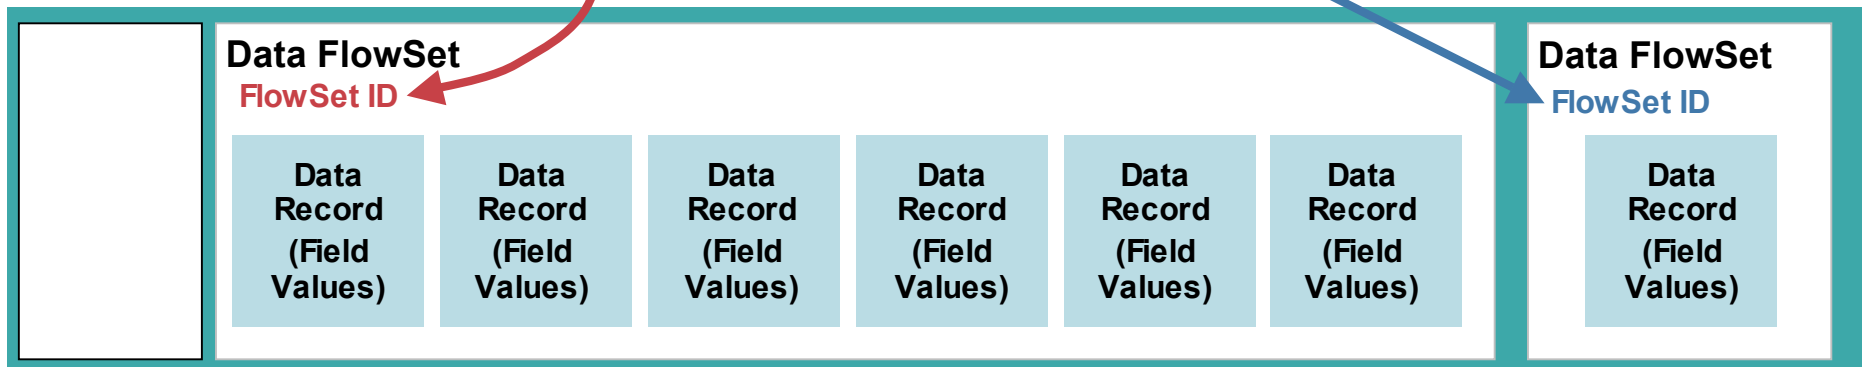 Data FlowSet
FlowSet ID
Data
Record
(Field
Values)
Data
Record
(Field
Values)
Data
Record
(Field
Values)
Data
Record
(Field
Values)
Data
Record
(Field
Values)
Data
Record
(Field
Values)
Data FlowSet
FlowSet ID
Data
Record
(Field
Values)